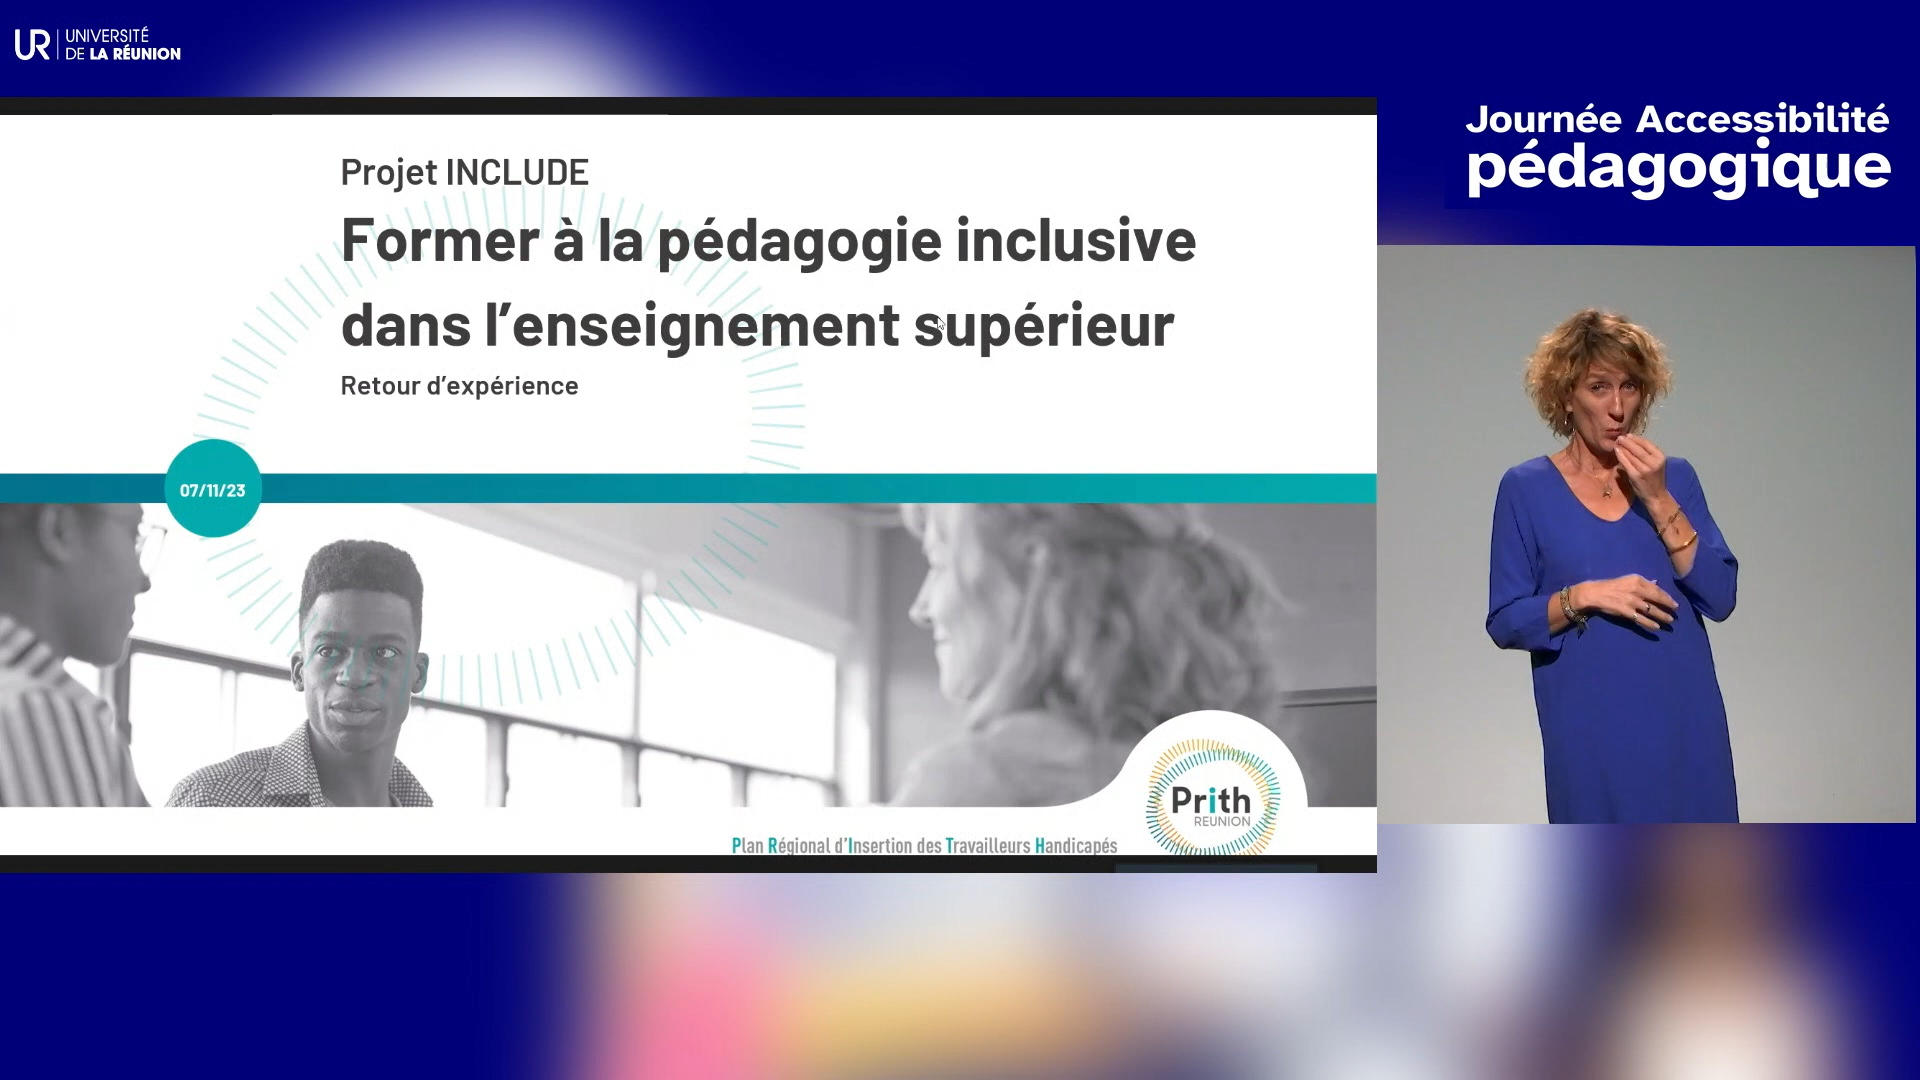 UR UNIVERSITÉ
DE LA RÉUNION
Journée Accessibilité
pédagogique
Projet INCLUDE
Former à la pédagogie inclusive
dans l’enseignement supérieur
Retour d’expérience
07/11/23
Prith
REUNION
Plan Régional d’Insertion des Travailleurs Handicapés